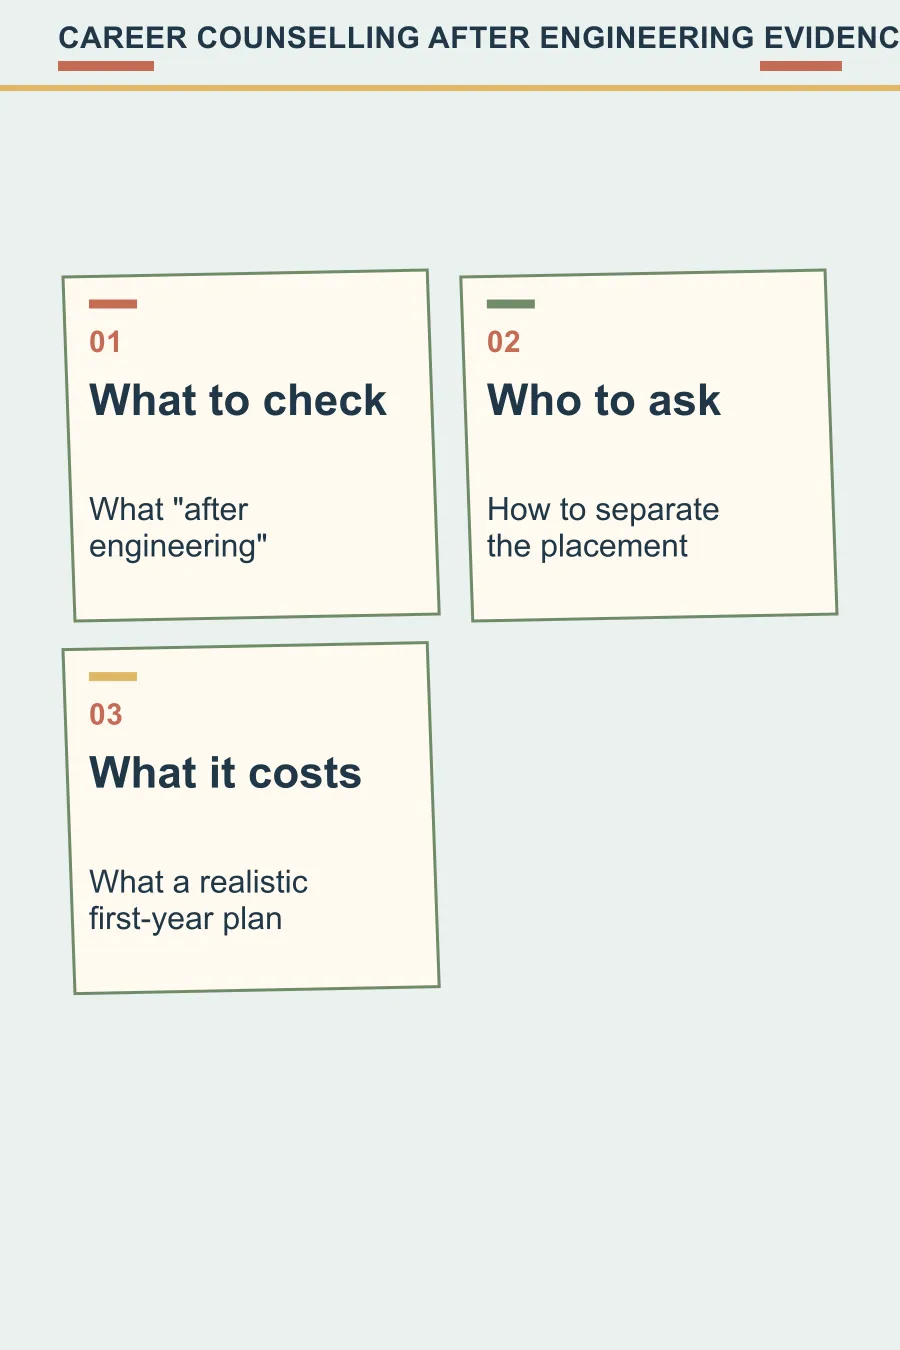 CAREER COUNSELLING AFTER ENGINEERING EVIDENC
01
What to check
What "after
engineering"
02
Who to ask
How to separate
the placement
03
What it costs
What a realistic
first-year plan